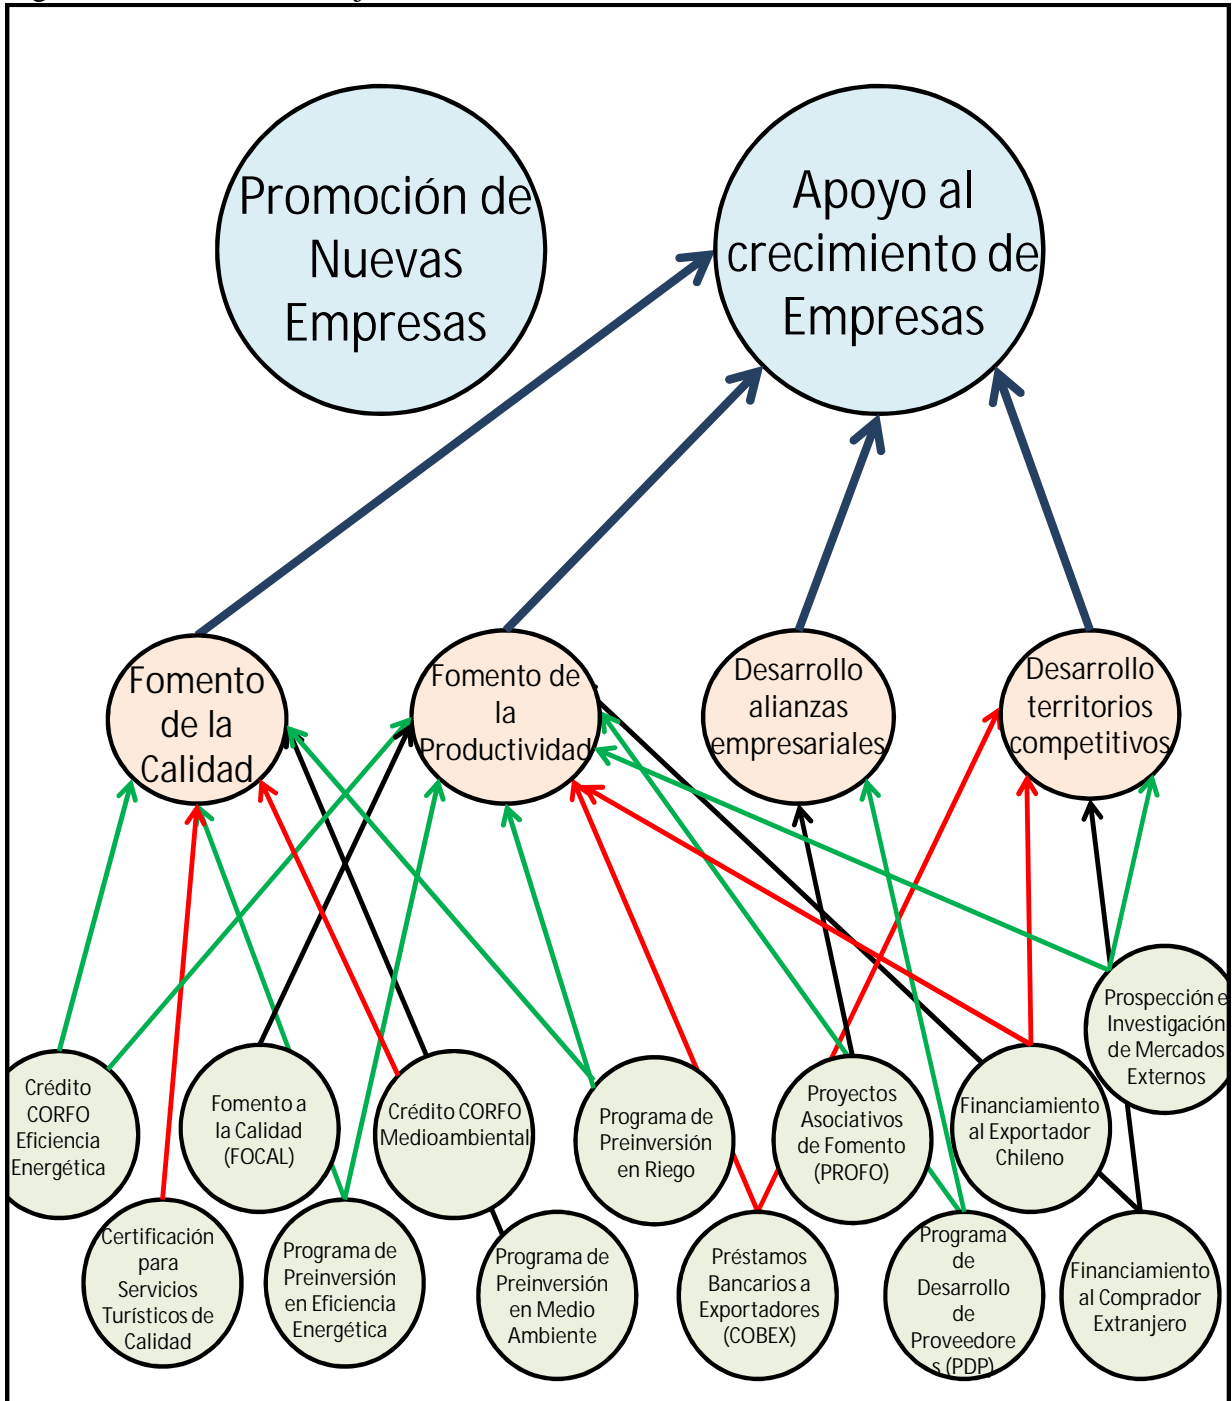 Promoción de
Nuevas
Empresas
Apoyo al
crecimiento de
Empresas
Fomento
de la
Calidad
Fomento de
la
Productividad
Desarrollo
alianzas
empresariales
Desarrollo
territorios
competitivos
Prospección e
Investigación
de Mercados
Externos
Crédito
CORFO
Eficiencia
Energética
Fomento a
la Calidad
(FOCAL)
Crédito CORFO
Medioambiental
Programa de
Preinversión
en Riego
Proyectos
Asociativos
de Fomento
(PROFO)
Financiamiento
al Exportador
Chileno
Certificación
para
Servicios
Turísticos de
Calidad
Programa de
Preinversión
en Eficiencia
Energética
Programa de
Preinversión
en Medio
Ambiente
Préstamos
Bancarios a
Exportadores
(COBEX)
Programa
de
Desarrollo
de
Proveedore
s (PDP)
Financiamiento
al Comprador
Extranjero